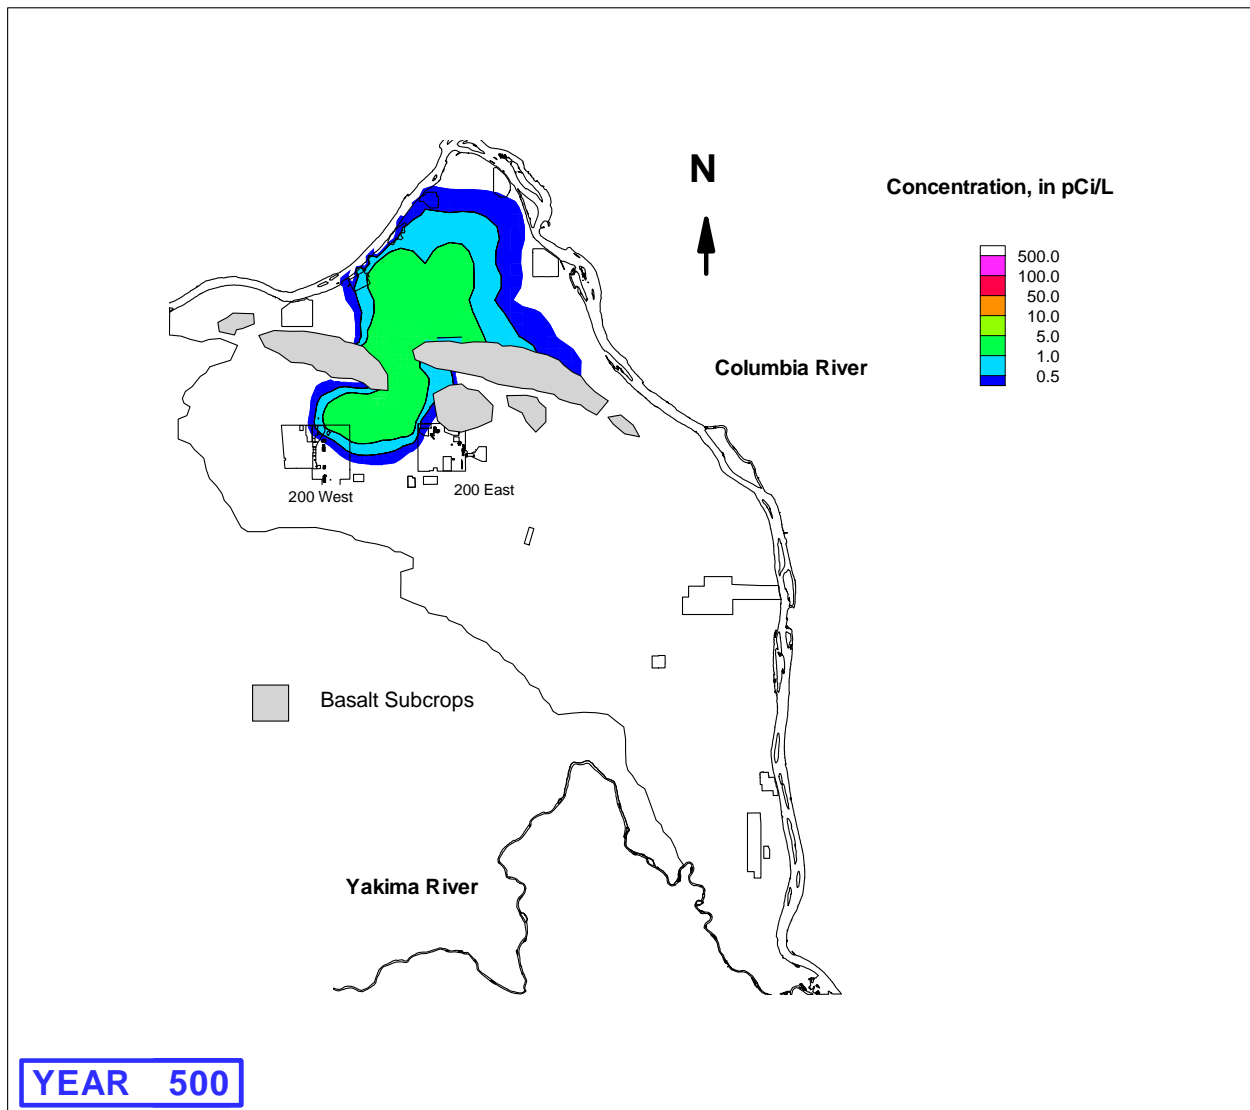 N
Concentration, in pCi/L
500.0
100.0
50.0
10.0
5.0
1.0
0.5
Columbia River
200 West
200 East
Basalt Subcrops
Yakima River
YEAR 500